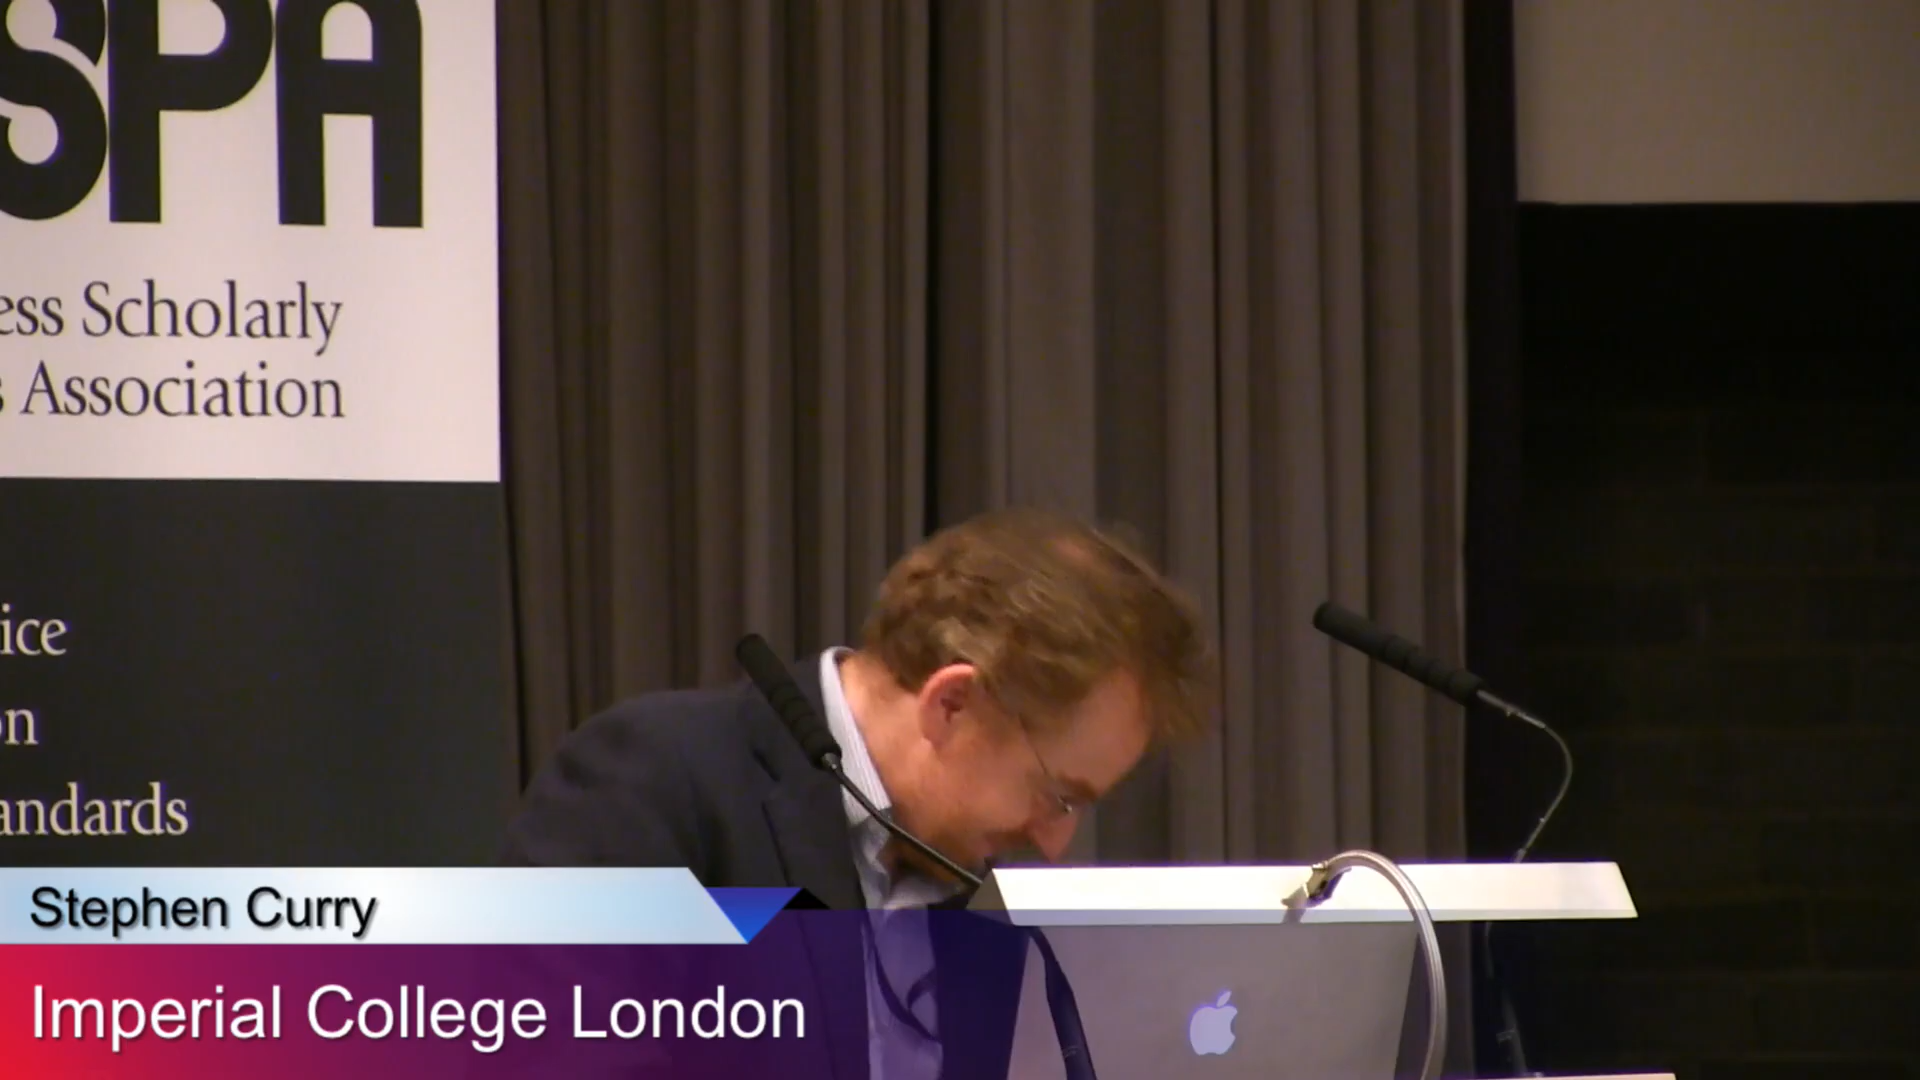 SPA
ess Scholarly
s Association
ice
on
andards
Stephen Curry
Imperial College London